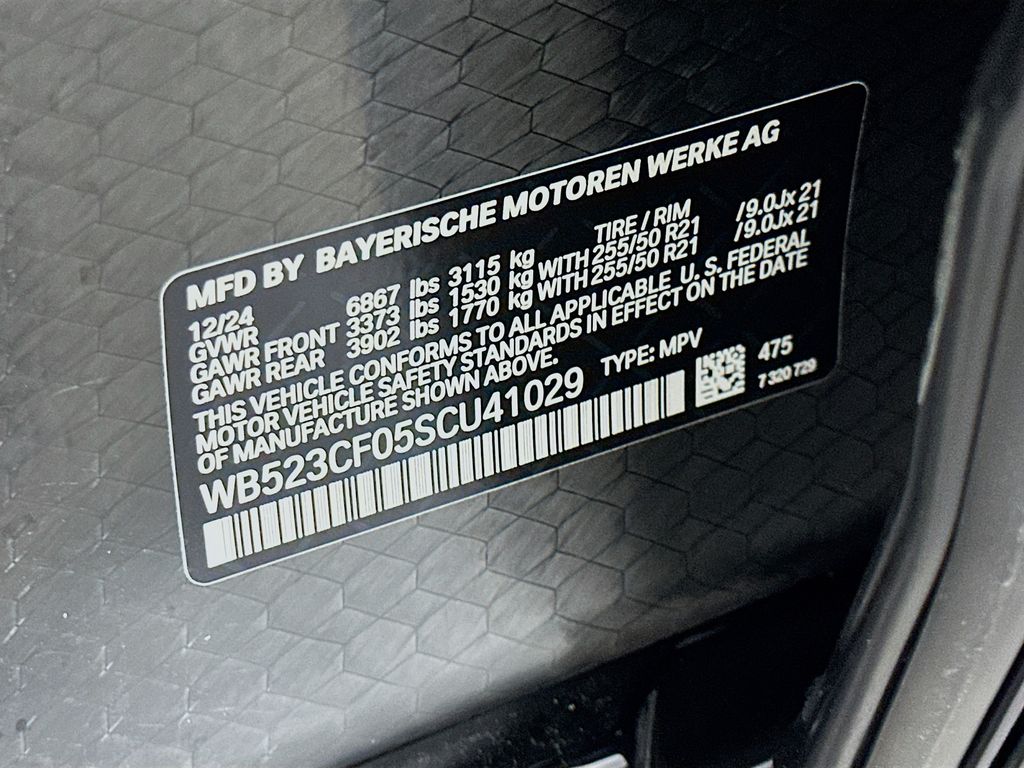 MFD BY BAYERISCHE MOTOREN WERKE AG
12/24 TIRE / RIM
GVWR 6867 lbs 3115 kg
GAWR FRONT 3373 lbs 1530 kg WITH 255/50 R21 /9.0Jx 21
GAWR REAR 3902 lbs 1770 kg WITH 255/50 R21 /9.0Jx 21
THIS VEHICLE CONFORMS TO ALL APPLICABLE U. S. FEDERAL
MOTOR VEHICLE SAFETY STANDARDS IN EFFECT ON THE DATE
OF MANUFACTURE SHOWN ABOVE.
WB523CF05SCU41029 TYPE: MPV 475
7 320 729